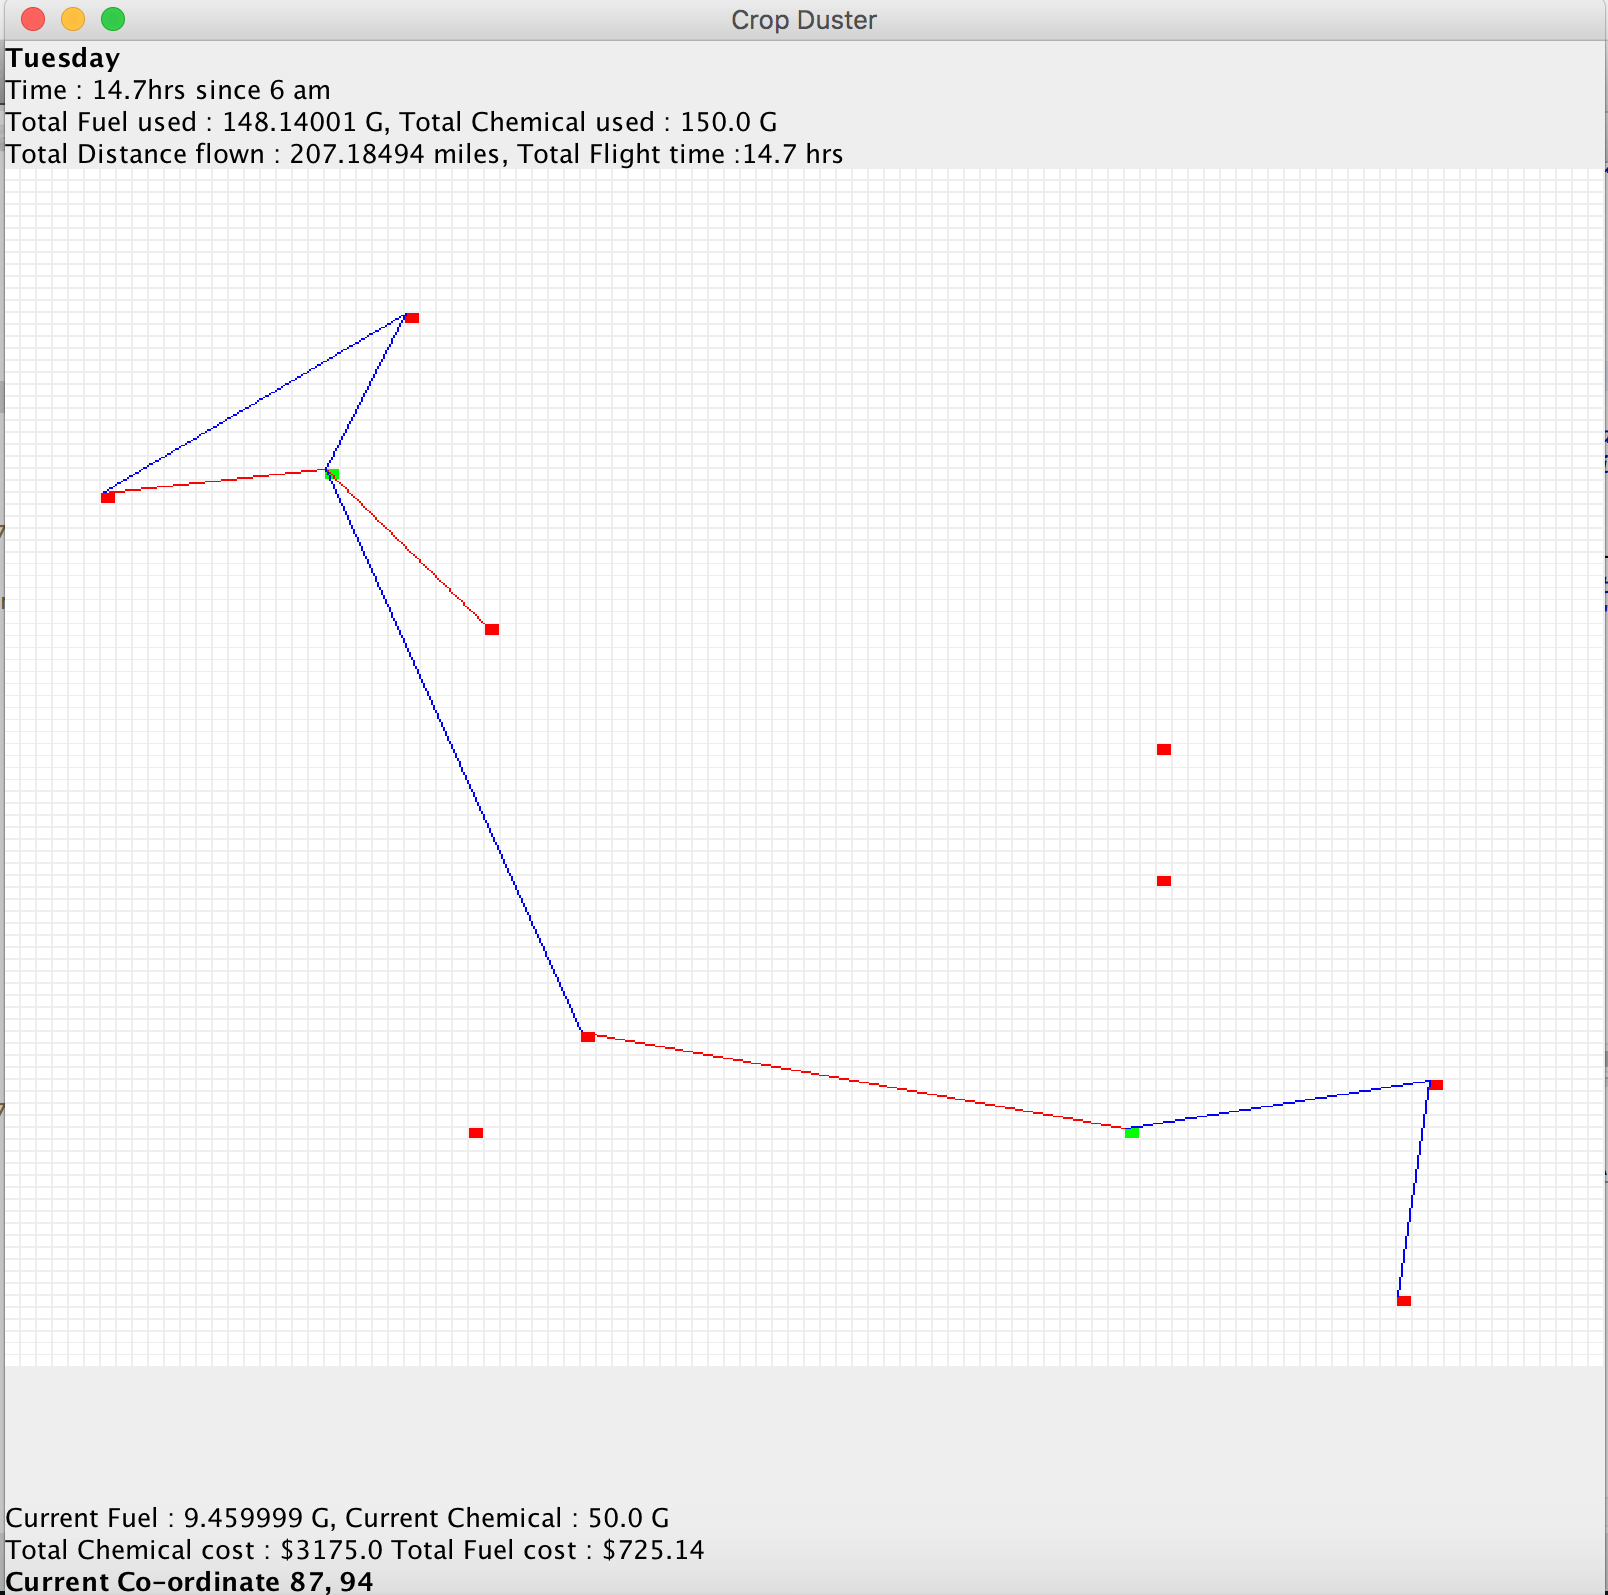 Crop Duster
Tuesday
Time : 14.7hrs since 6 am
Total Fuel used : 148.14001 G, Total Chemical used : 150.0 G
Total Distance flown : 207.18494 miles, Total Flight time :14.7 hrs
Current Fuel : 9.459999 G, Current Chemical : 50.0 G
Total Chemical cost : $3175.0 Total Fuel cost : $725.14
Current Co-ordinate 87, 94